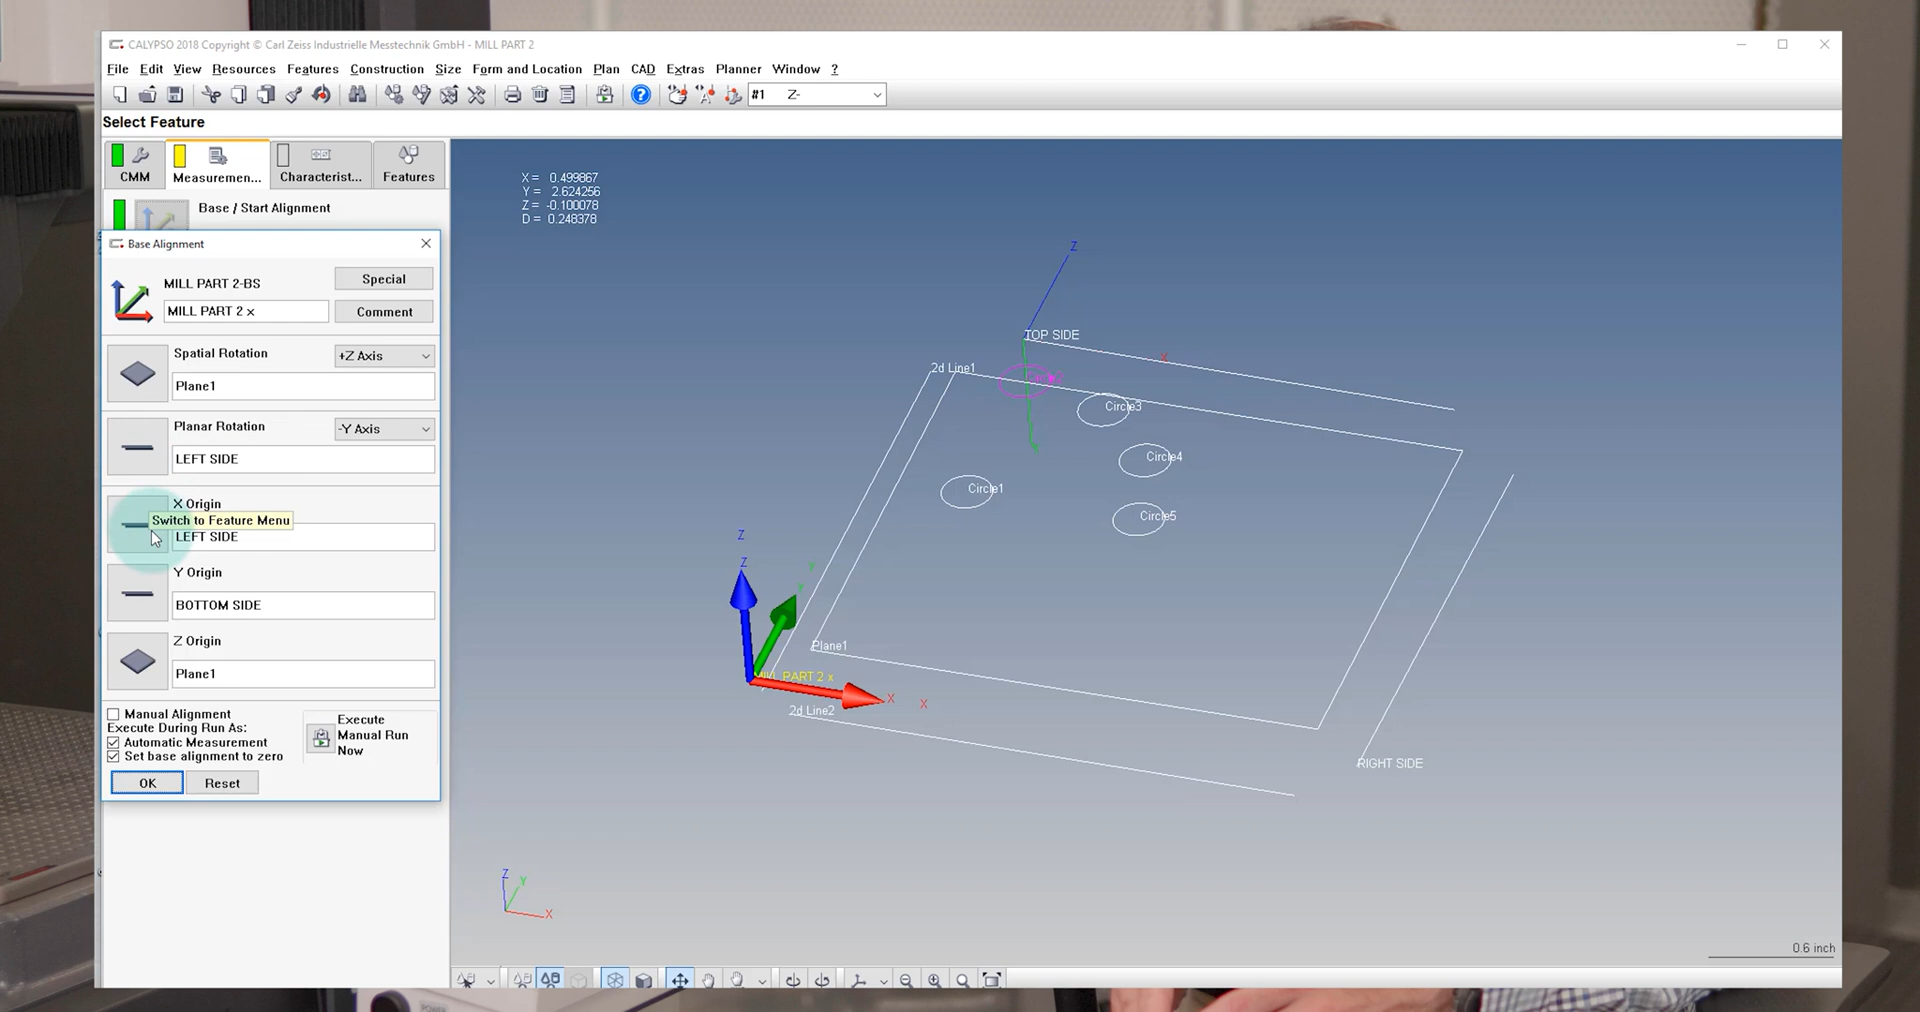 CALYPSO 2018 Copyright © Carl Zeiss Industrielle Messtechnik GmbH - MILL PART 2
File Edit View Resources Features Construction Size Form and Location Plan CAD Extras Planner Window ?
#1 Z-
Select Feature
CMM
Measuremen...
Characterist...
Features
Base / Start Alignment
Base Alignment
MILL PART 2-BS
Special
MILL PART 2 x
Comment
Spatial Rotation
+Z Axis
Plane1
Planar Rotation
-Y Axis
LEFT SIDE
X Origin
Switch to Feature Menu
LEFT SIDE
Y Origin
BOTTOM SIDE
Z Origin
Plane1
Manual Alignment
Execute During Run As:
Automatic Measurement
Set base alignment to zero
Execute
Manual Run
Now
OK
Reset
X = 0.499867
Y = 2.624256
Z = -0.100078
D = 0.248378
Z
TOP SIDE
X
2d Line1
Circle3
Circle4
Circle1
Circle5
Z
Z
Y
Y
Plane1
PART 2 x
X
X
2d Line2
RIGHT SIDE
Z
Y
X
0.6 inch